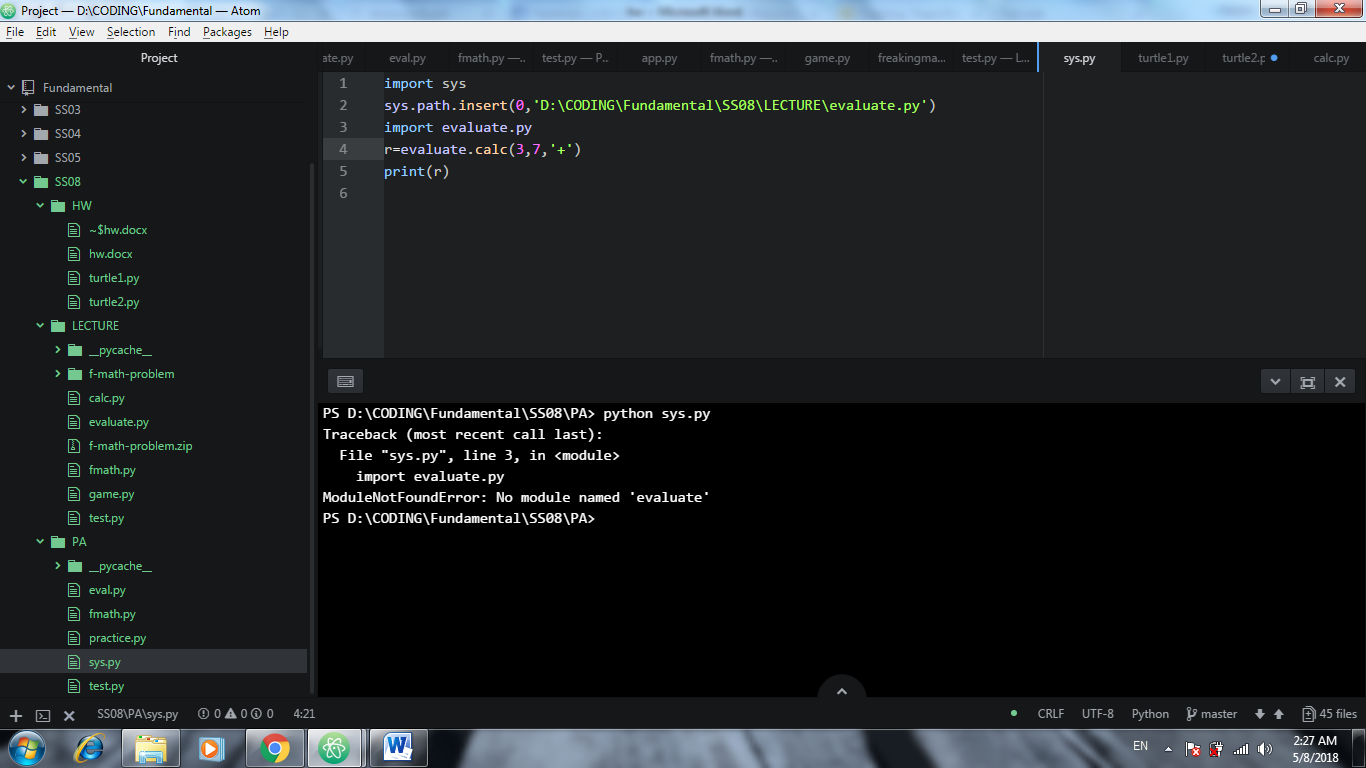 Project — D:\CODING\Fundamental — Atom
File Edit View Selection Find Packages Help
Project
ate.py eval.py fmath.py —.. test.py — P.. app.py fmath.py —.. game.py freakingma... test.py — L... sys.py turtle1.py turtle2.p calc.py
Fundamental
SS03
SS04
SS05
SS08
HW
~$hw.docx
hw.docx
turtle1.py
turtle2.py
LECTURE
__pycache__
f-math-problem
calc.py
evaluate.py
f-math-problem.zip
fmath.py
game.py
test.py
PA
__pycache__
eval.py
fmath.py
practice.py
sys.py
test.py
1 import sys
2 sys.path.insert(0,'D:\CODING\Fundamental\SS08\LECTURE\evaluate.py')
3 import evaluate.py
4 r=evaluate.calc(3,7,'+')
5 print(r)
6
PS D:\CODING\Fundamental\SS08\PA> python sys.py
Traceback (most recent call last):
File "sys.py", line 3, in <module>
import evaluate.py
ModuleNotFoundError: No module named 'evaluate'
PS D:\CODING\Fundamental\SS08\PA>
SS08\PA\sys.py 0 0 0 4:21 CRLF UTF-8 Python master 45 files
EN 2:27 AM
5/8/2018